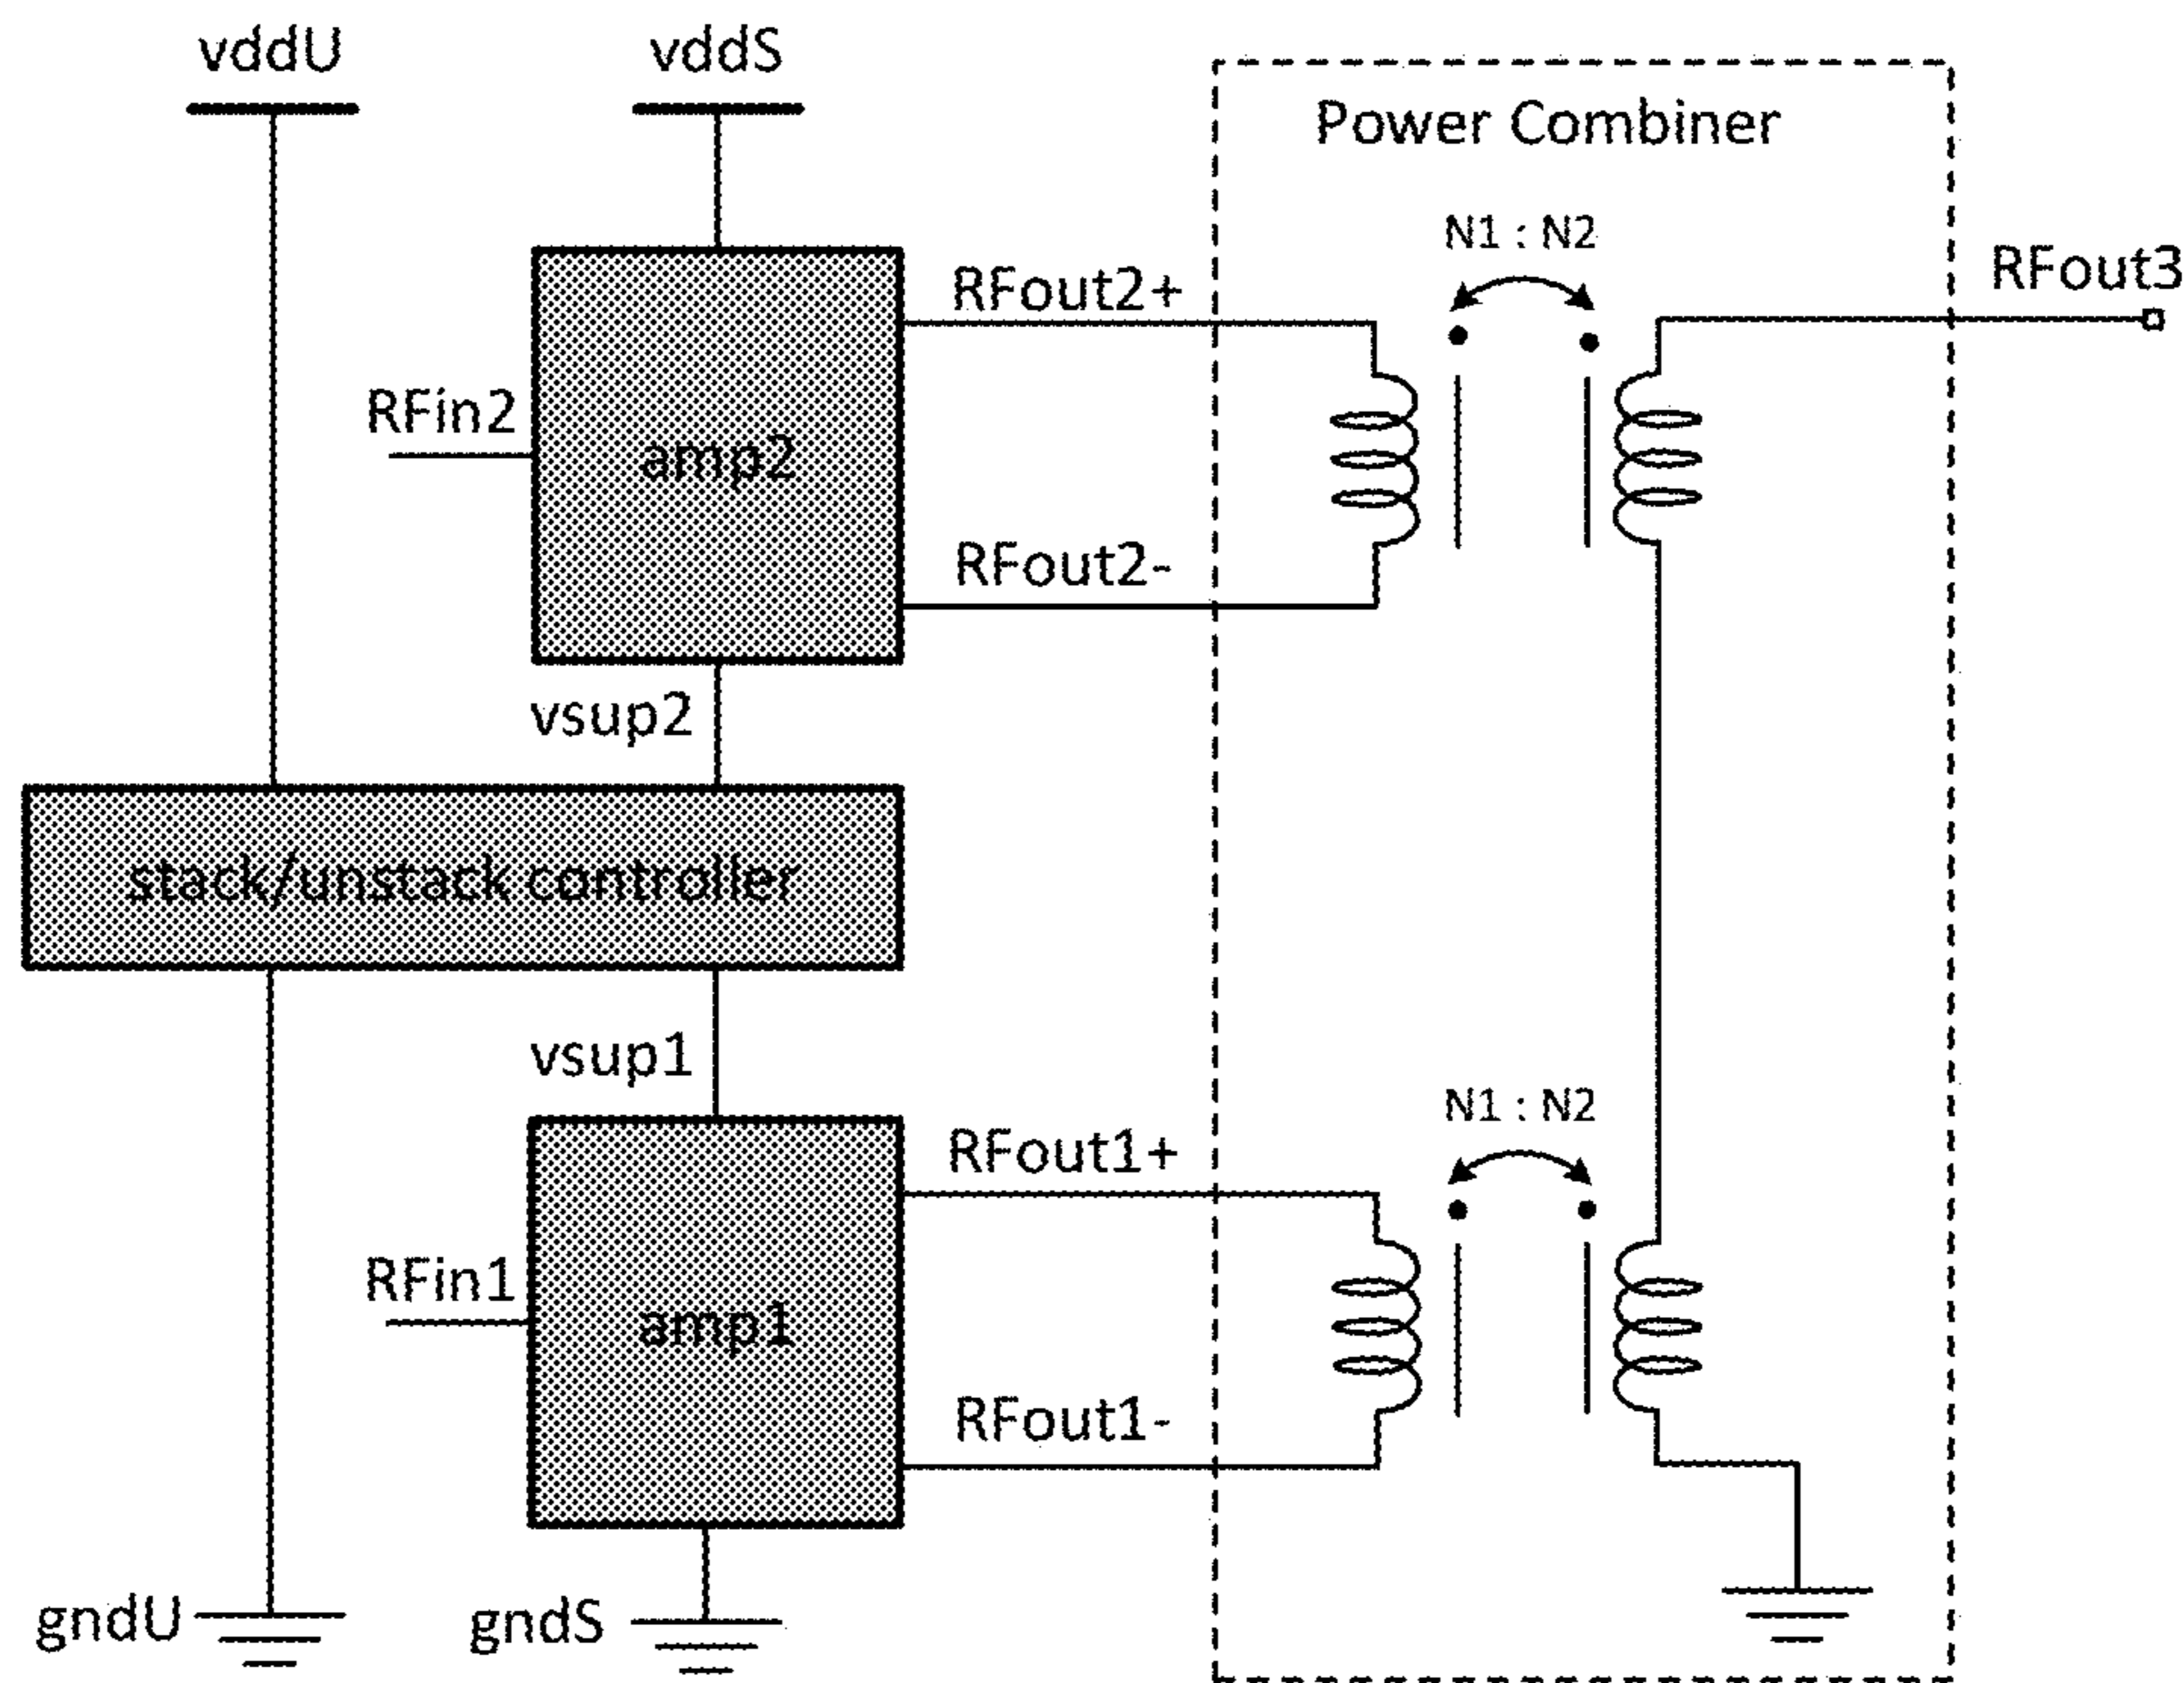 vddU
vddS
Power Combiner
N1 : N2
RFout3
RFout2+
RFin2
amp2
RFout2-
vsup2
stack/unstack controller
vsup1
N1 : N2
RFout1+
RFin1
amp1
RFout1-
gndU
gndS